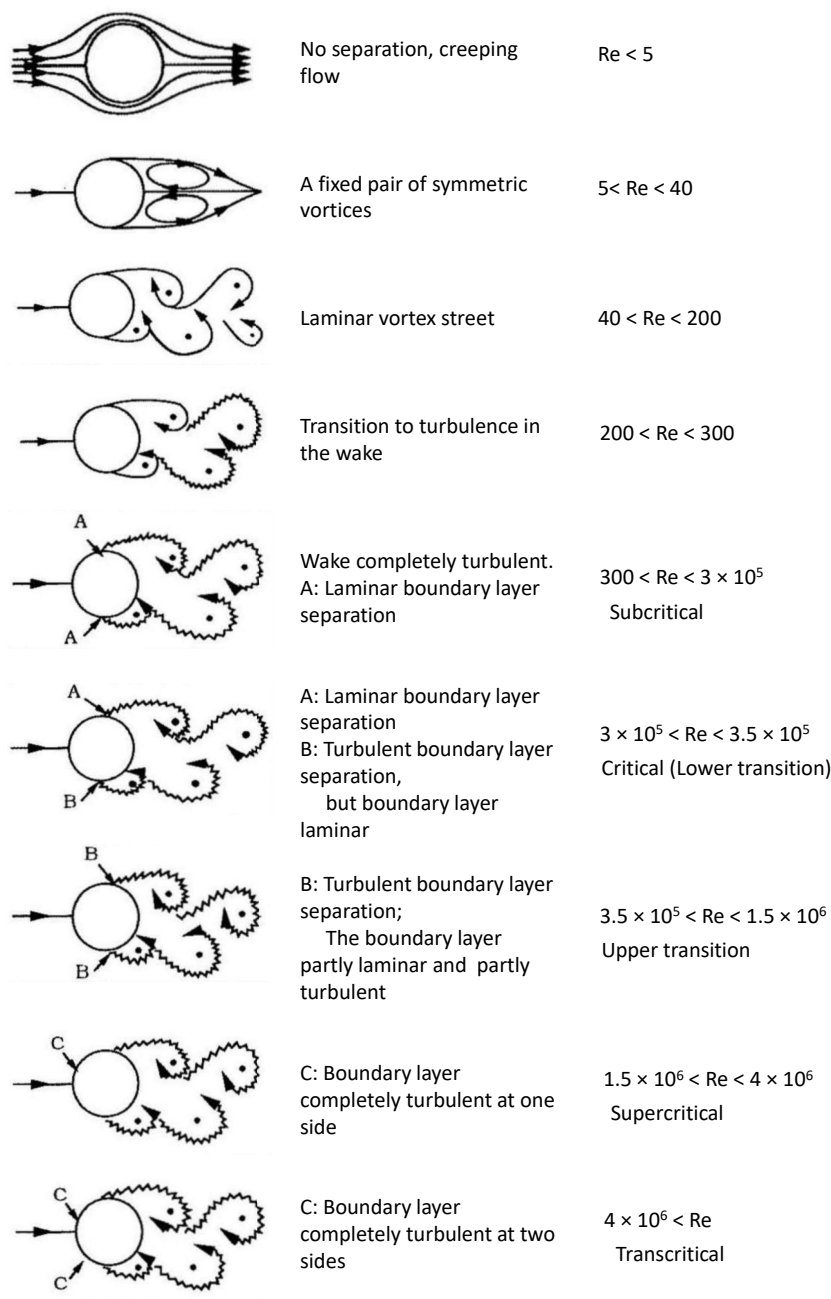 No separation, creeping
flow
Re < 5
A fixed pair of symmetric
vortices
5< Re < 40
Laminar vortex street
40 < Re < 200
Transition to turbulence in
the wake
200 < Re < 300
A
A
Wake completely turbulent.
A: Laminar boundary layer
separation
300 < Re < 3 × 10⁵
Subcritical
A
B
A: Laminar boundary layer
separation
B: Turbulent boundary layer
separation,
but boundary layer
laminar
3 × 10⁵ < Re < 3.5 × 10⁵
Critical (Lower transition)
B
B
B: Turbulent boundary layer
separation;
The boundary layer
partly laminar and partly
turbulent
3.5 × 10⁵ < Re < 1.5 × 10⁶
Upper transition
C
C: Boundary layer
completely turbulent at one
side
1.5 × 10⁶ < Re < 4 × 10⁶
Supercritical
C
C
C: Boundary layer
completely turbulent at two
sides
4 × 10⁶ < Re
Transcritical